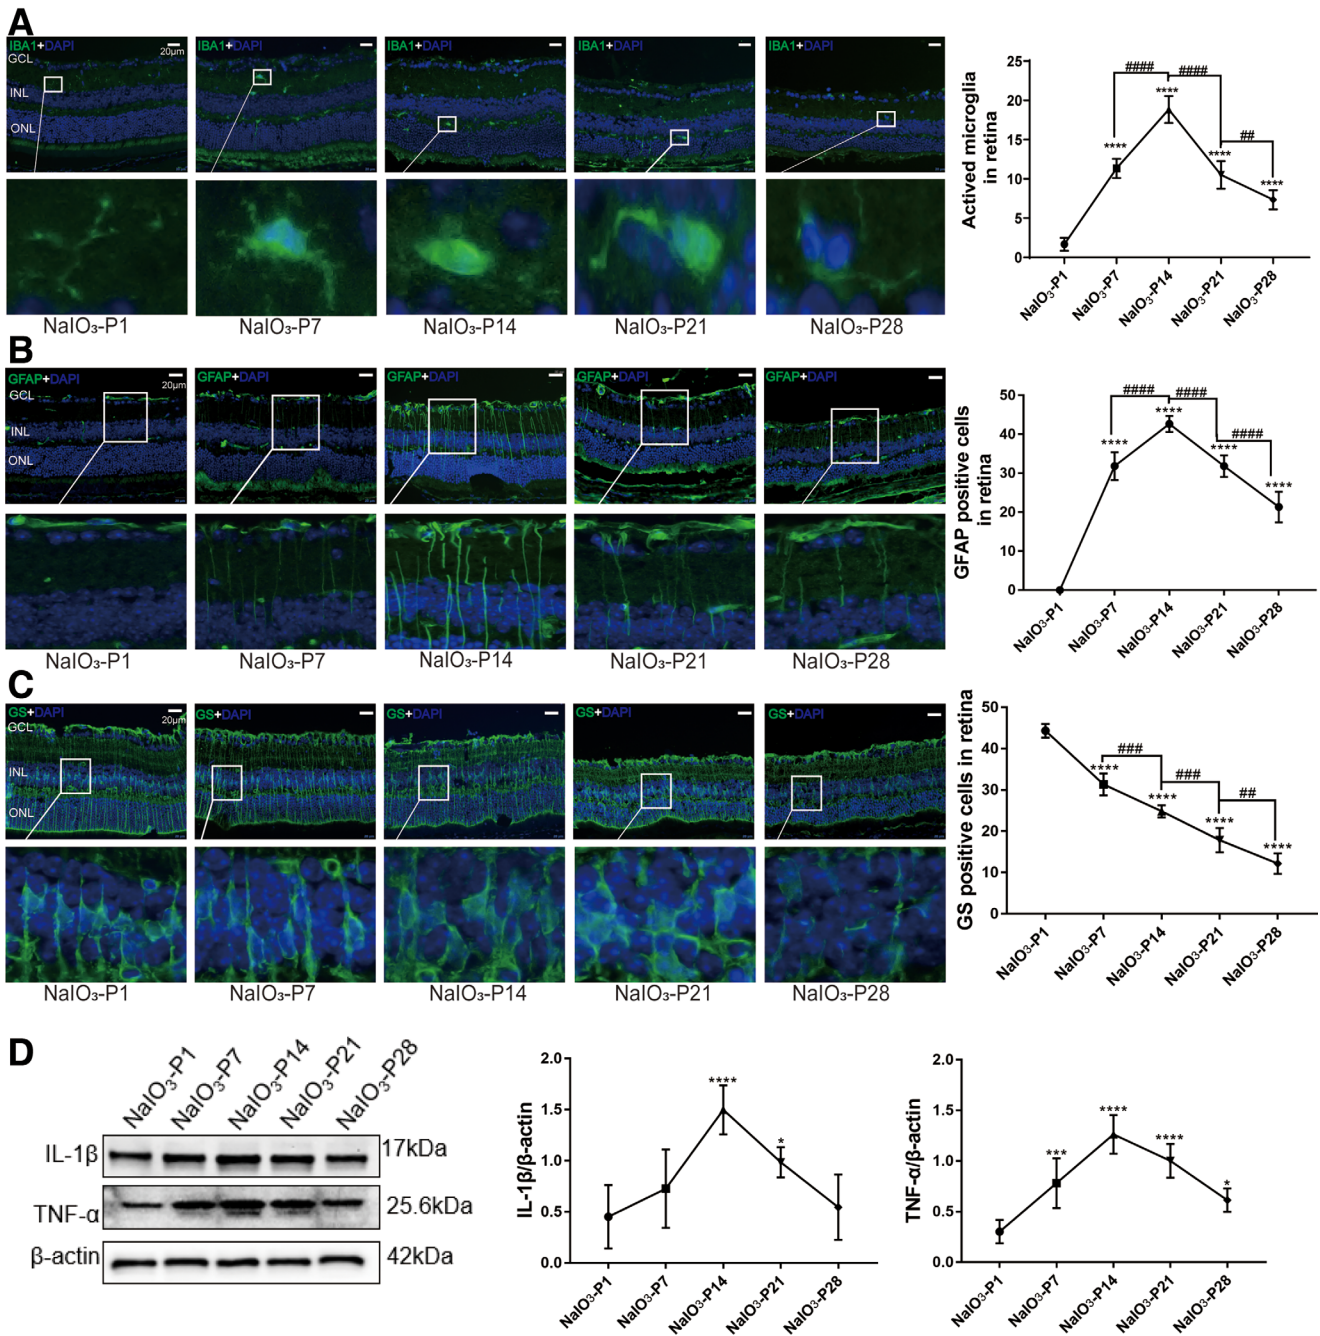 A
IBA1+DAPI
20μm
GCL
INL
ONL
IBA1+DAPI
IBA1+DAPI
IBA1+DAPI
IBA1+DAPI
NaIO₃-P1
NaIO₃-P7
NaIO₃-P14
NaIO₃-P21
NaIO₃-P28
Actived microglia
in retina
25
20
15
10
5
0
####
####
##
****
****
****
****
NaIO₃-P1
NaIO₃-P7
NaIO₃-P14
NaIO₃-P21
NaIO₃-P28
B
GFAP+DAPI
20μm
GCL
INL
ONL
GFAP+DAPI
GFAP+DAPI
GFAP+DAPI
GFAP+DAPI
NaIO₃-P1
NaIO₃-P7
NaIO₃-P14
NaIO₃-P21
NaIO₃-P28
GFAP positive cells
in retina
50
40
30
20
10
0
####
####
####
****
****
****
****
NaIO₃-P1
NaIO₃-P7
NaIO₃-P14
NaIO₃-P21
NaIO₃-P28
C
GS+DAPI
20μm
GCL
INL
ONL
GS+DAPI
GS+DAPI
GS+DAPI
GS+DAPI
NaIO₃-P1
NaIO₃-P7
NaIO₃-P14
NaIO₃-P21
NaIO₃-P28
GS positive cells in retina
50
40
30
20
10
0
###
###
##
****
****
****
****
NaIO₃-P1
NaIO₃-P7
NaIO₃-P14
NaIO₃-P21
NaIO₃-P28
D
NaIO₃-P1
NaIO₃-P7
NaIO₃-P14
NaIO₃-P21
NaIO₃-P28
IL-1β
17kDa
TNF-α
25.6kDa
β-actin
42kDa
IL-1β/β-actin
2.0
1.5
1.0
0.5
0.0
****
*
NaIO₃-P1
NaIO₃-P7
NaIO₃-P14
NaIO₃-P21
NaIO₃-P28
TNF-α/β-actin
2.0
1.5
1.0
0.5
0.0
***
****
****
*
NaIO₃-P1
NaIO₃-P7
NaIO₃-P14
NaIO₃-P21
NaIO₃-P28